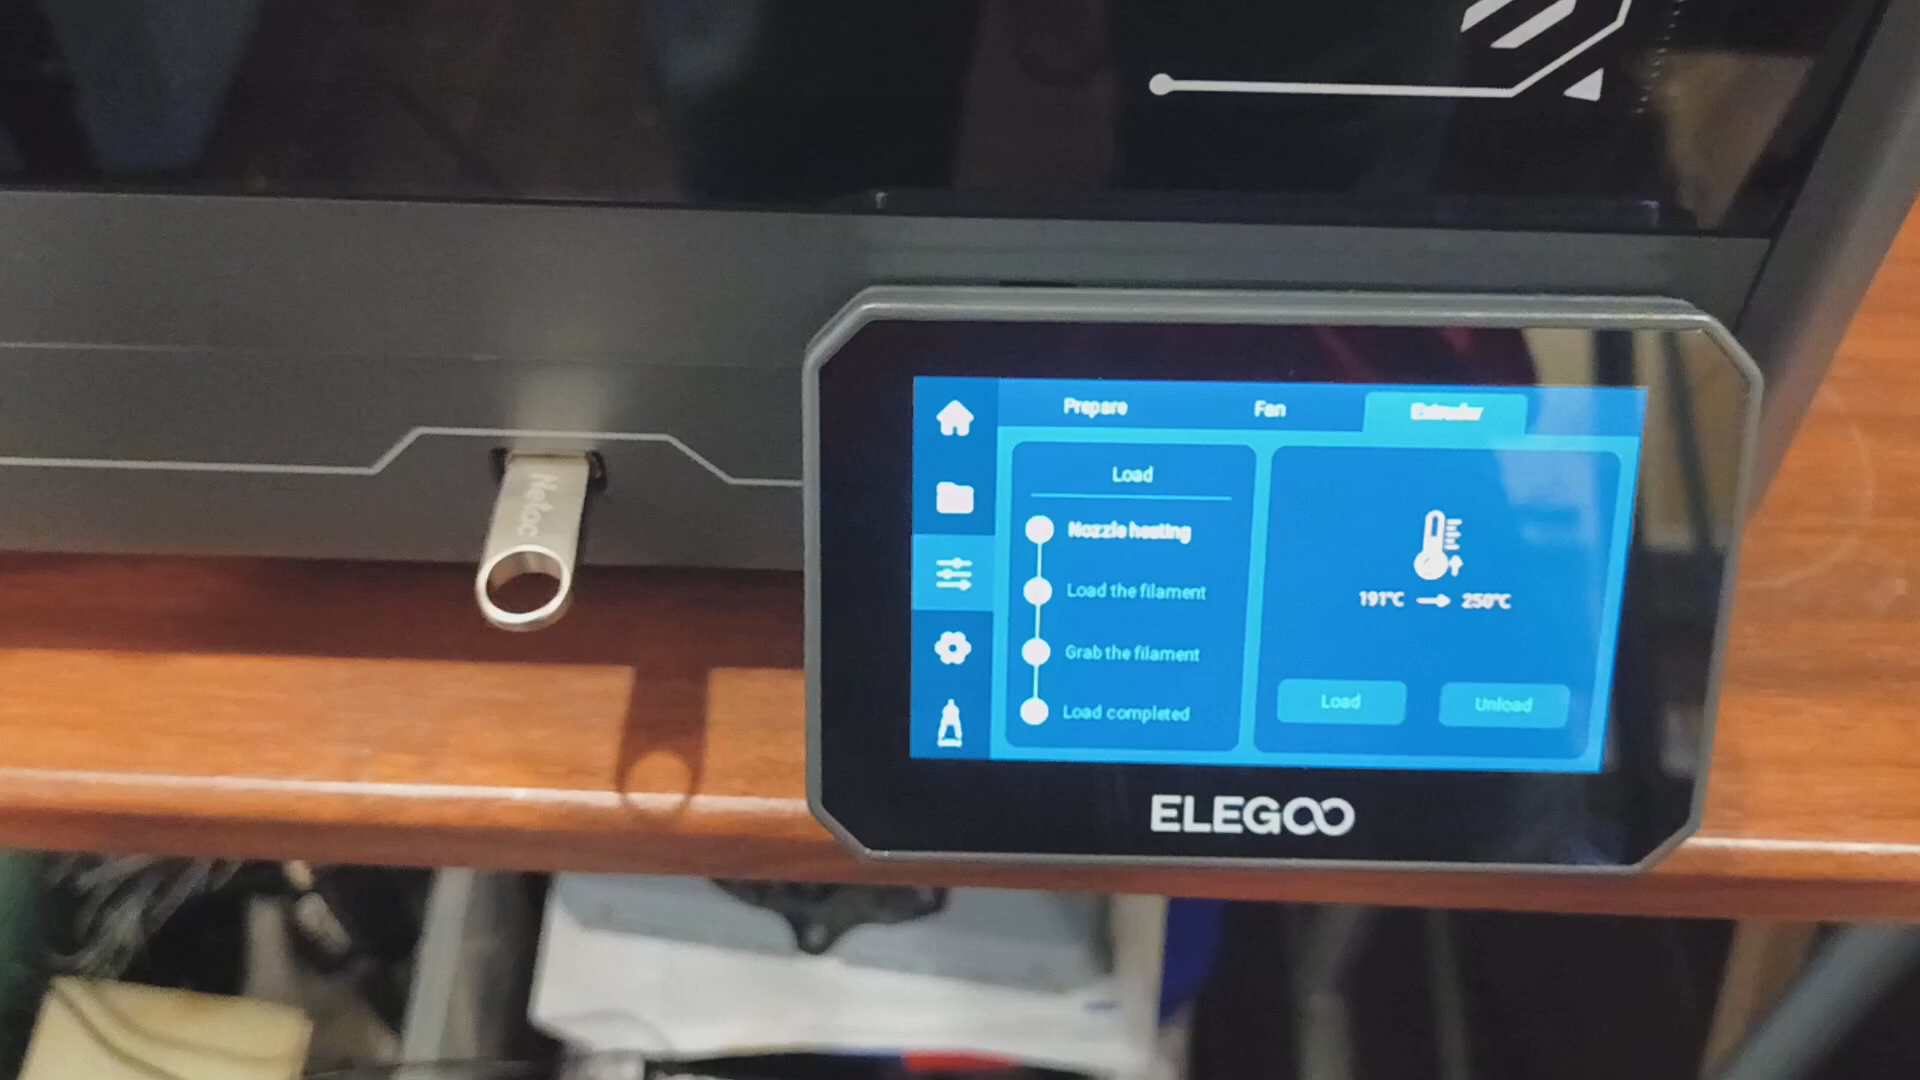 Netac
Prepare
Fan
Extruder
Load
Nozzle heating
Load the filament
Grab the filament
Load completed
191°C
250°C
Load
Unload
ELEGOO